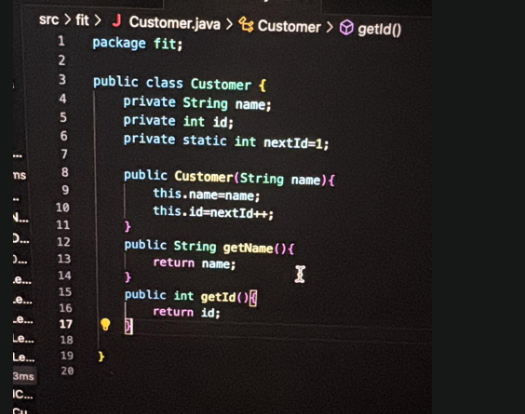 src > fit > J Customer.java > Customer > getId()
1 package fit;
2
3 public class Customer {
4 private String name;
5 private int id;
6 private static int nextId=1;
7
8 public Customer(String name){
9 this.name=name;
10 this.id=nextId++;
11 }
12 public String getName(){
13 return name;
14 }
15 public int getId(){
16 return id;
17 }
18
19 }
20
ms
e...
e...
e...
Le...
Le...
3ms